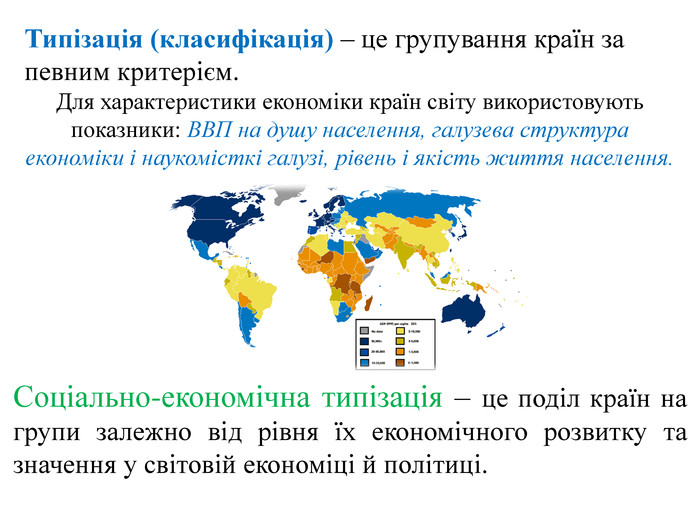 Типізація (класифікація) – це групування країн за
певним критерієм.
Для характеристики економіки країн світу використовують
показники: ВВП на душу населення, галузева структура
економіки і наукомісткі галузі, рівень і якість життя населення.
No data
Соціально-економічна типізація – це поділ країн на
групи залежно від рівня їх економічного розвитку та
значення у світовій економіці й політиці.